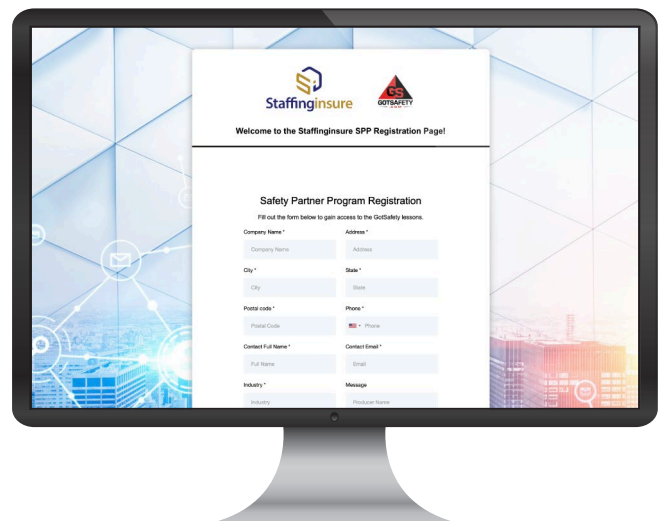 Staffinginsure
GS
GOTSAFETY
.COM
Welcome to the Staffinginsure SPP Registration Page!
Safety Partner Program Registration
Fill out the form below to gain access to the GotSafety lessons.
Company Name * Address *
Company Name Address
City * State *
City State
Postal code * Phone *
Postal Code Phone
Contact Full Name * Contact Email *
Full Name Email
Industry * Message
Industry Producer Name